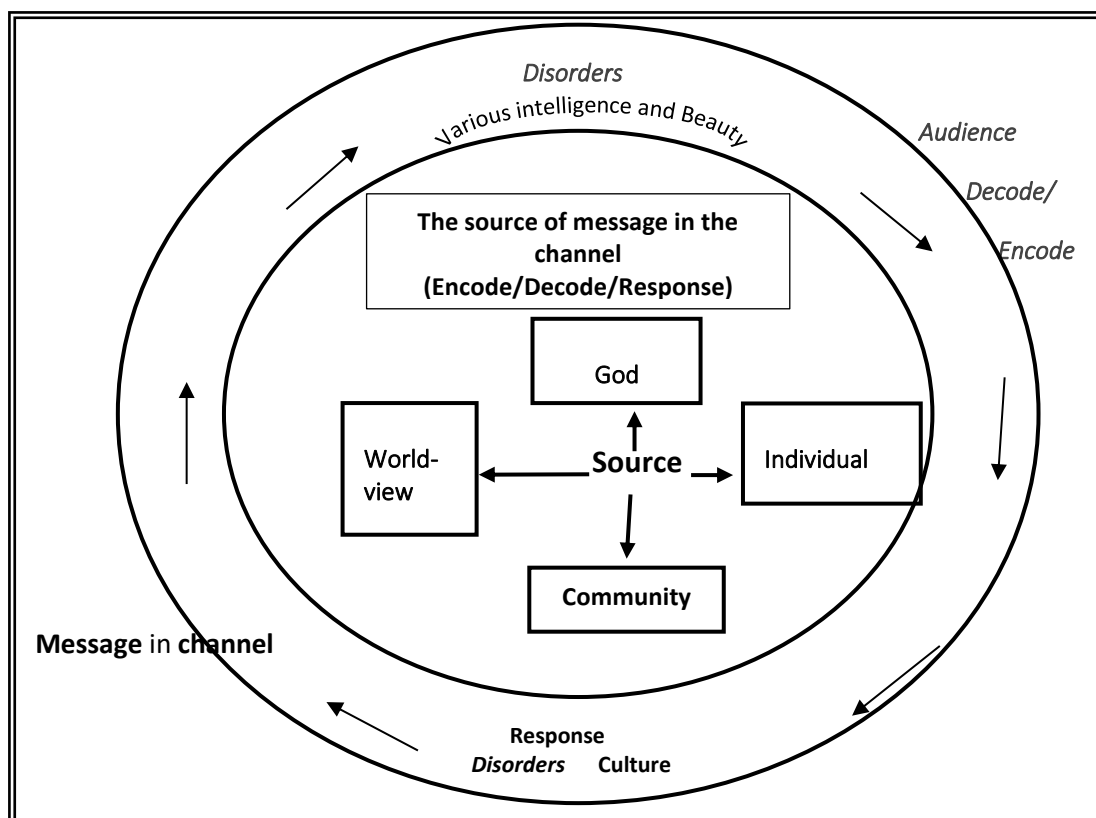 Disorders
Various intelligence and Beauty
Audience
Decode/
Encode
The source of message in the
channel
(Encode/Decode/Response)
God
World-
view
Source
Individual
Community
Message in channel
Response
Disorders Culture